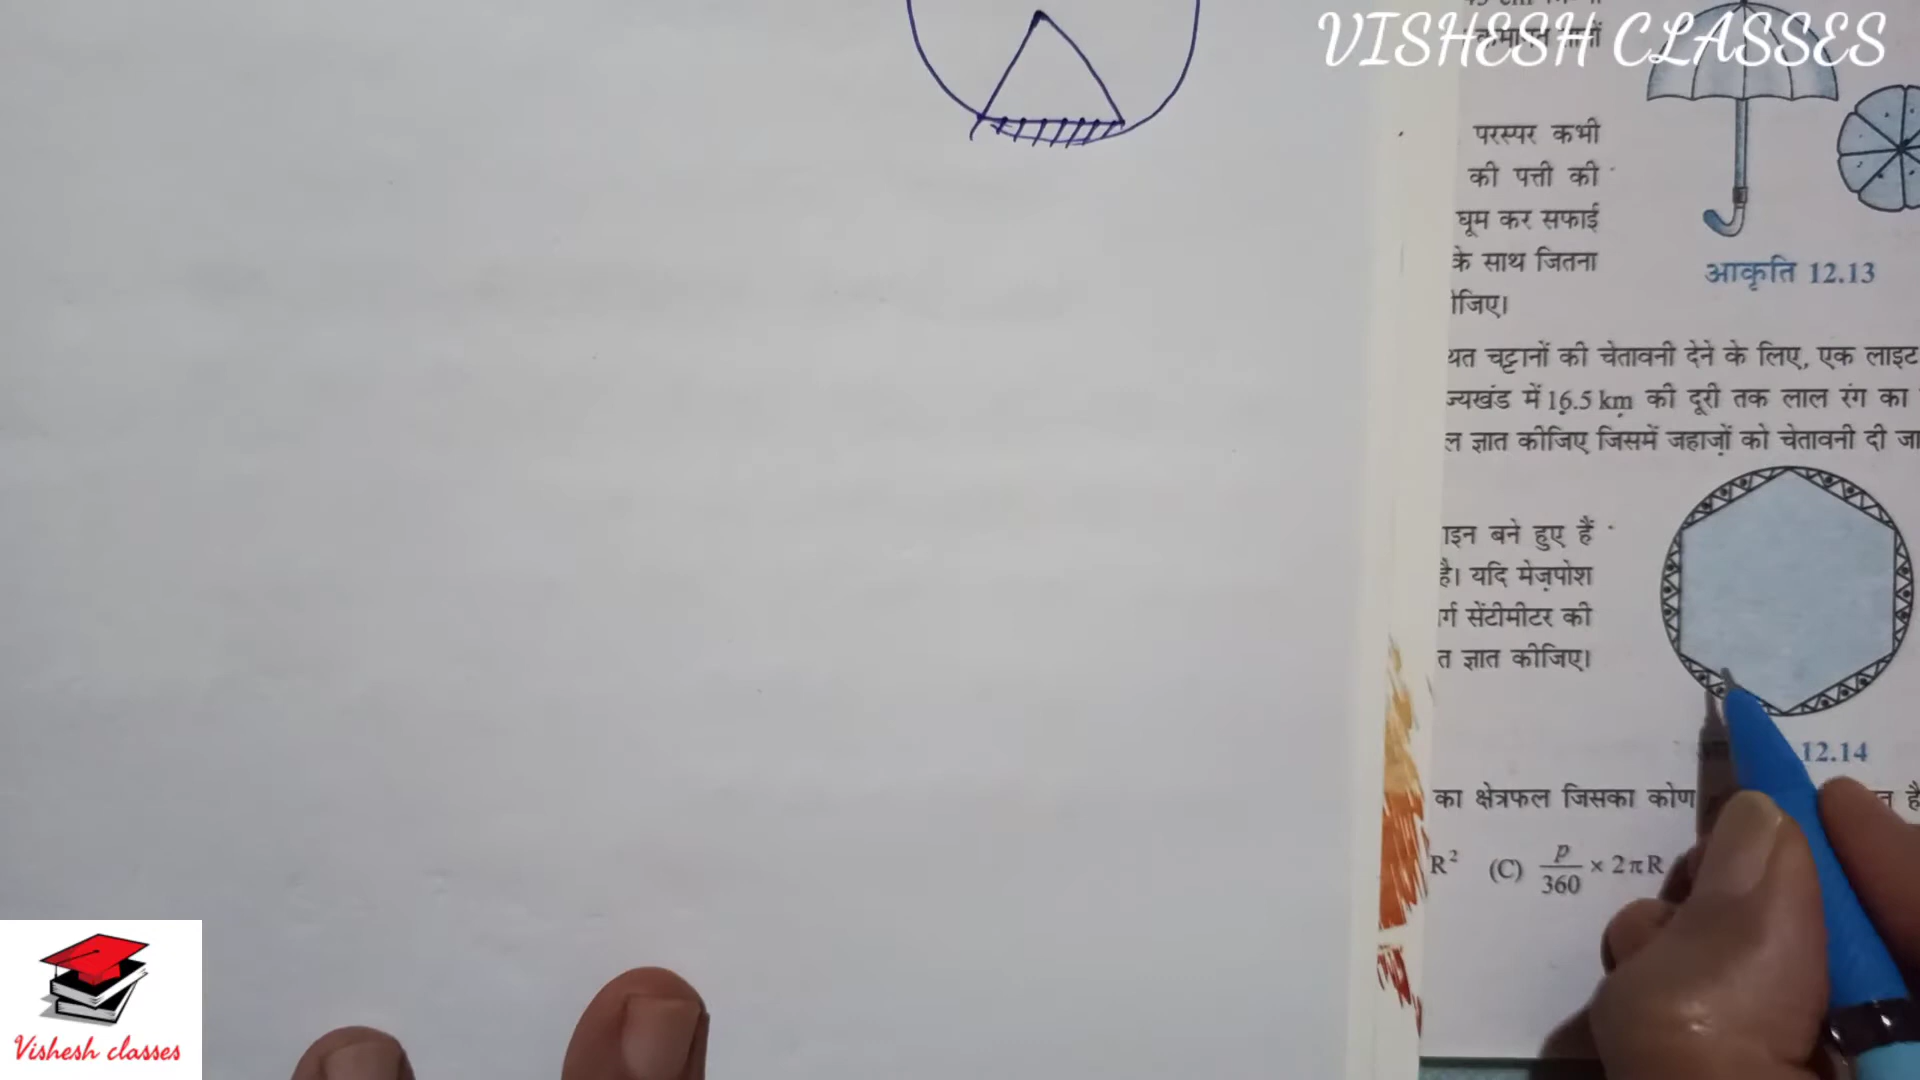 VISHESH CLASSES
45 cm
परस्पर कभी
की पत्ती की
घूम कर सफाई
के साथ जितना
ीजिए।
आकृति 12.13
यत चट्टानों की चेतावनी देने के लिए, एक लाइट
ज्यखंड में 16.5 km की दूरी तक लाल रंग का
ल ज्ञात कीजिए जिसमें जहाज़ों को चेतावनी दी जा
ाइन बने हुए हैं
है। यदि मेज़पोश
र्ग सेंटीमीटर की
त ज्ञात कीजिए।
12.14
का क्षेत्रफल जिसका कोण
त है
R² (C) p/360 × 2πR
Vishesh classes